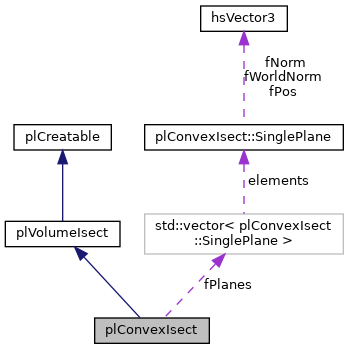 hsVector3
fNorm
fWorldNorm
fPos
plCreatable
plConvexIsect::SinglePlane
elements
plVolumeIsect
std::vector< plConvexIsect
::SinglePlane >
fPlanes
plConvexIsect